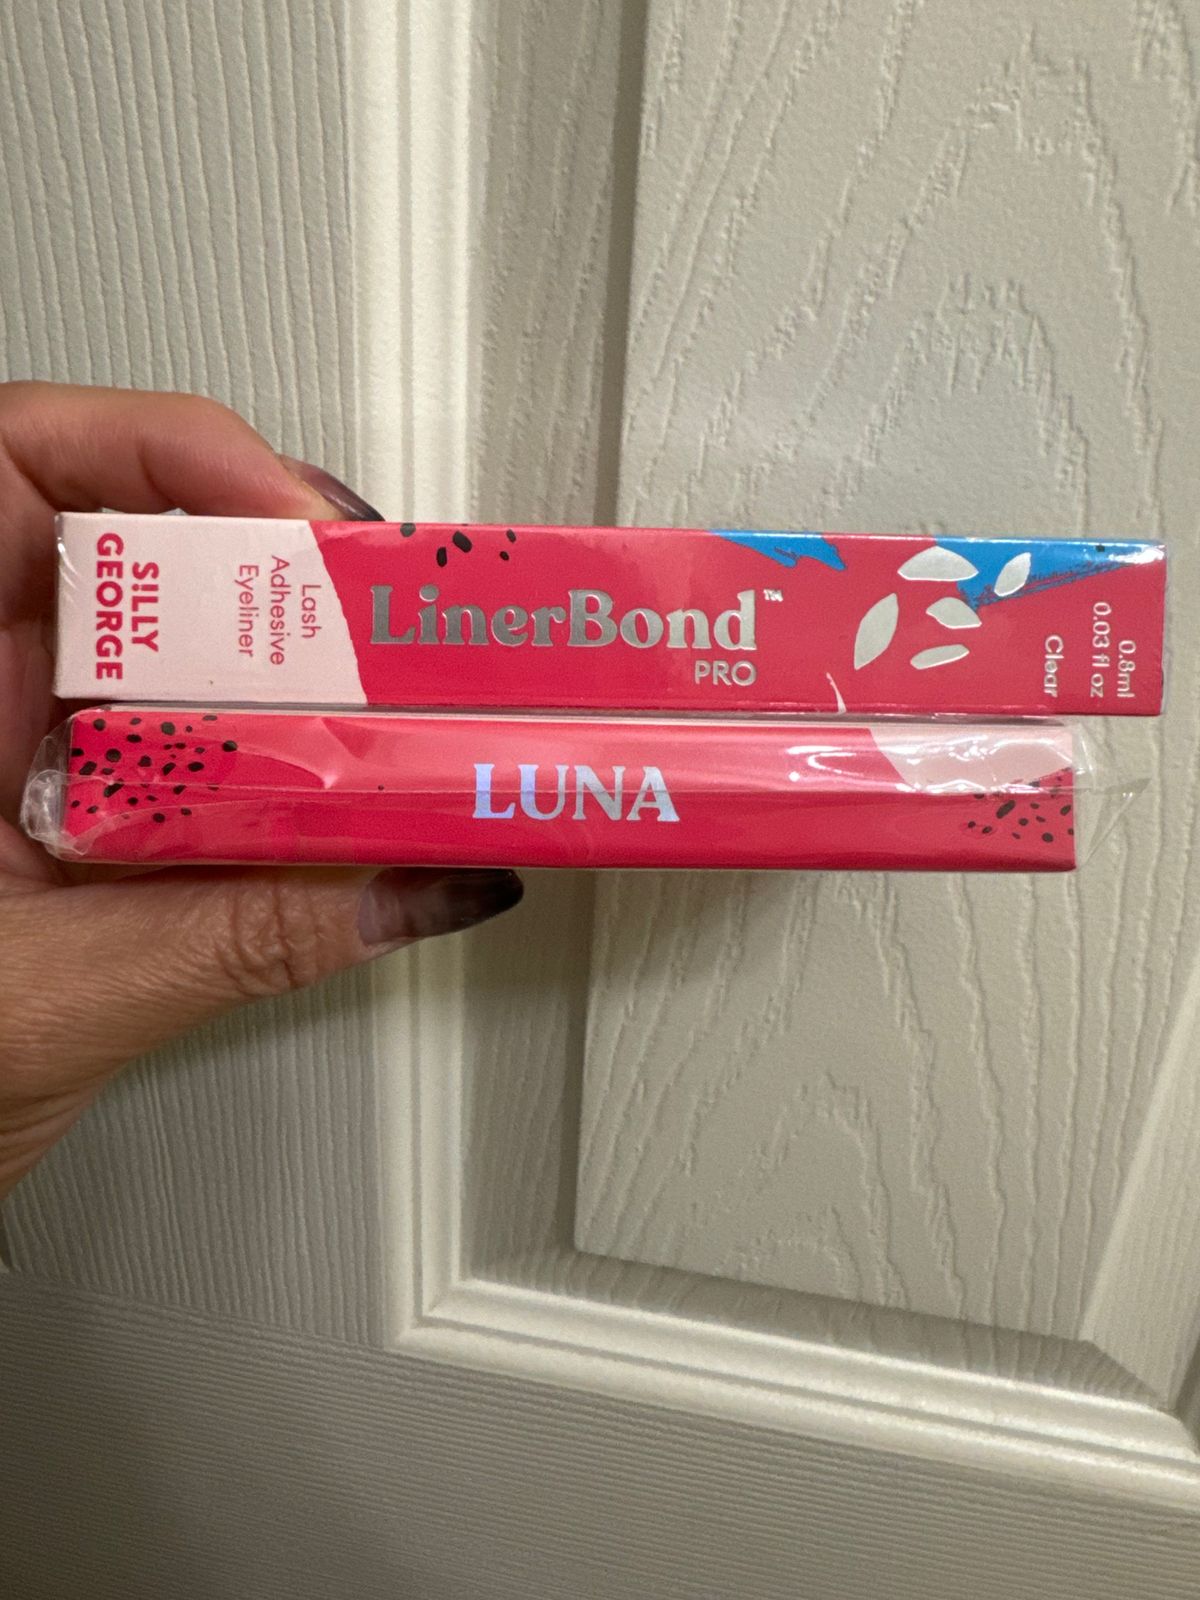 SiLLY
GEORGE
Lash
Adhesive
Eyeliner
LinerBond™
PRO
Clear
0.8ml
0.03 fl oz
LUNA